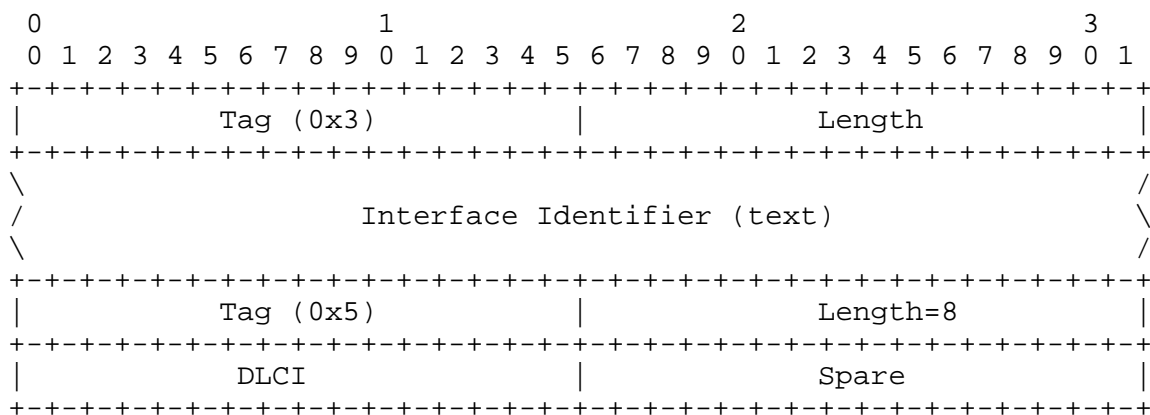 0                   1                   2                   3
 0 1 2 3 4 5 6 7 8 9 0 1 2 3 4 5 6 7 8 9 0 1 2 3 4 5 6 7 8 9 0 1
+-+-+-+-+-+-+-+-+-+-+-+-+-+-+-+-+-+-+-+-+-+-+-+-+-+-+-+-+-+-+-+-+
|           Tag (0x3)           |             Length            |
+-+-+-+-+-+-+-+-+-+-+-+-+-+-+-+-+-+-+-+-+-+-+-+-+-+-+-+-+-+-+-+-+
\                                                               /
/                   Interface Identifier (text)                 \
\                                                               /
+-+-+-+-+-+-+-+-+-+-+-+-+-+-+-+-+-+-+-+-+-+-+-+-+-+-+-+-+-+-+-+-+
|           Tag (0x5)           |             Length=8          |
+-+-+-+-+-+-+-+-+-+-+-+-+-+-+-+-+-+-+-+-+-+-+-+-+-+-+-+-+-+-+-+-+
|            DLCI               |             Spare             |
+-+-+-+-+-+-+-+-+-+-+-+-+-+-+-+-+-+-+-+-+-+-+-+-+-+-+-+-+-+-+-+-+